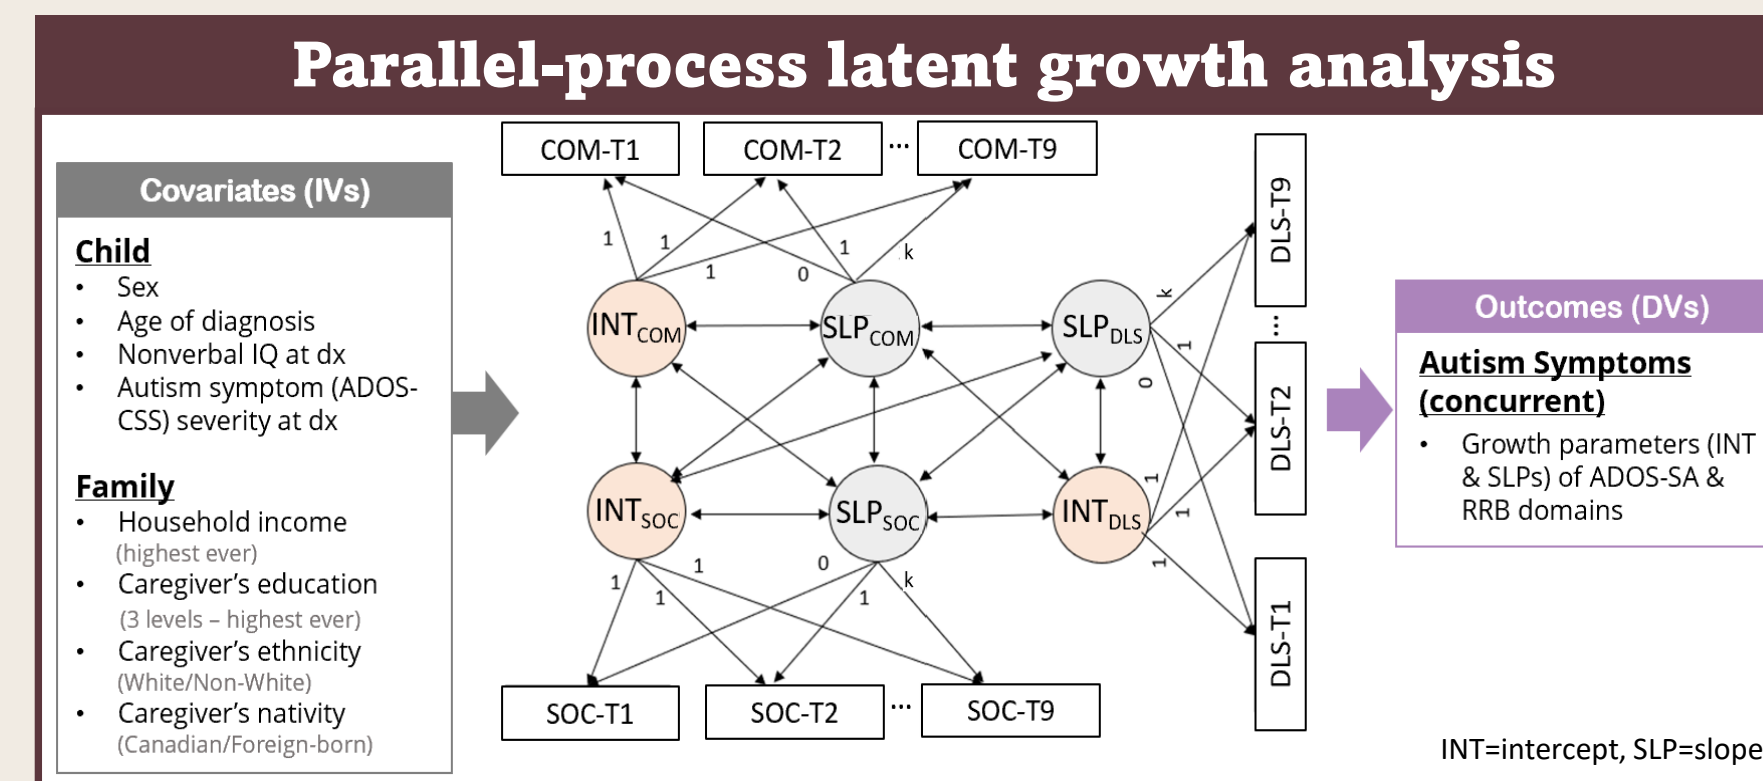 Parallel-process latent growth analysis
Covariates (IVs)
Child
• Sex
• Age of diagnosis
• Nonverbal IQ at dx
• Autism symptom (ADOS-
CSS) severity at dx
Family
• Household income
(highest ever)
• Caregiver's education
(3 levels – highest ever)
• Caregiver's ethnicity
(White/Non-White)
• Caregiver's nativity
(Canadian/Foreign-born)
COM-T1 COM-T2 ... COM-T9
1 1 1 0 1 k
INTCOM SLPCOM SLPDLS
INTSOC SLPSOC INTDLS
1 1 1 0 1 k
SOC-T1 SOC-T2 ... SOC-T9
k 1 0
1 1 1
DLS-T9
...
DLS-T2
DLS-T1
Outcomes (DVs)
Autism Symptoms
(concurrent)
• Growth parameters (INT
& SLPs) of ADOS-SA &
RRB domains
INT=intercept, SLP=slope